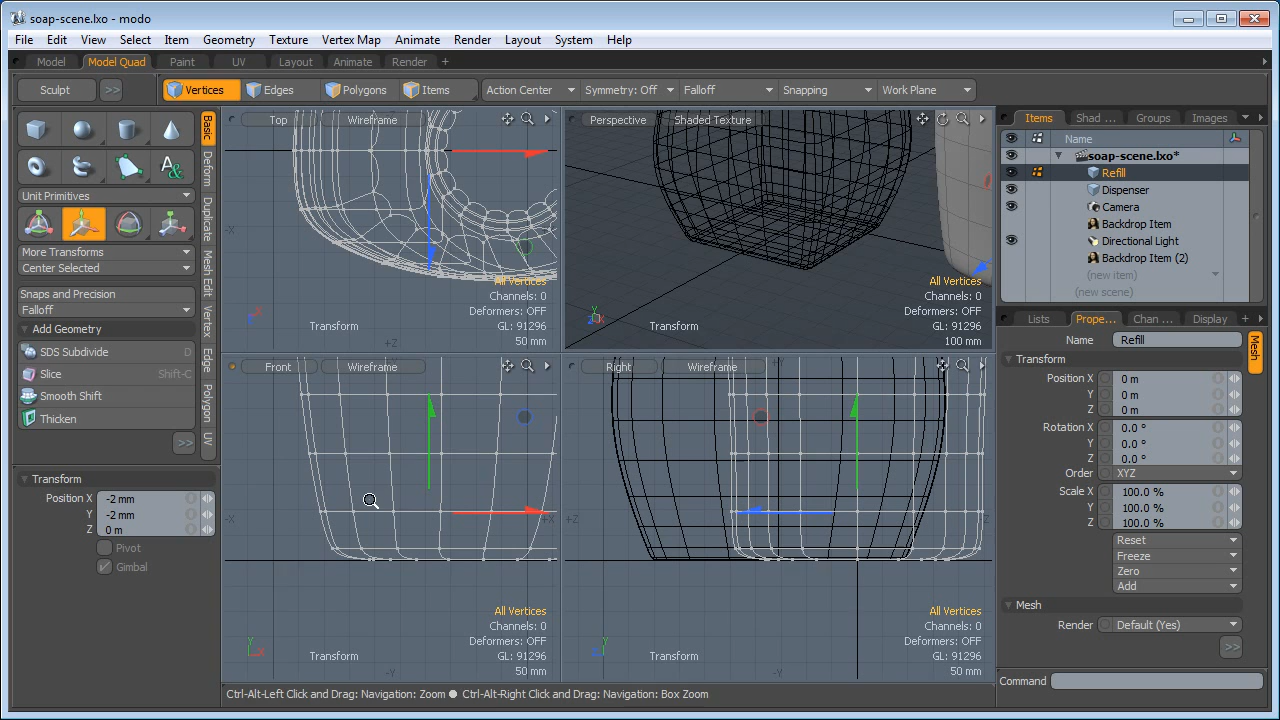 soap-scene.lxo - modo
File Edit View Select Item Geometry Texture Vertex Map Animate Render Layout System Help
Model Model Quad Paint UV Layout Animate Render +
Sculpt >> Vertices Edges Polygons Items Action Center Symmetry: Off Falloff Snapping Work Plane
Basic
Deform
Duplicate
Mesh Edit
Vertex
Edge
Polygon
UV
Unit Primitives
More Transforms
Center Selected
Snaps and Precision
Falloff
Add Geometry
SDS Subdivide D
Slice Shift-C
Smooth Shift
Thicken
>>
Transform
Position X -2 mm
Y -2 mm
Z 0 m
Pivot
Gimbal
Top Wireframe
-X
All Vertices
Channels: 0
Deformers: OFF
GL: 91296
50 mm
Transform
+Z
X
Z
Perspective Shaded Texture
All Vertices
Channels: 0
Deformers: OFF
GL: 91296
100 mm
Transform
Y
X
Front Wireframe
-X
+X
All Vertices
Channels: 0
Deformers: OFF
GL: 91296
50 mm
Transform
-Y
Y
X
Right Wireframe
+Y
+Z
-Z
All Vertices
Channels: 0
Deformers: OFF
GL: 91296
50 mm
Transform
-Y
Y
Z
Items Shad ... Groups Images +
Name
soap-scene.lxo*
Refill
Dispenser
Camera
Backdrop Item
Directional Light
Backdrop Item (2)
(new item)
(new scene)
Lists Prope... Chan ... Display +
Mesh
Name Refill
Transform
Position X 0 m
Y 0 m
Z 0 m
Rotation X 0.0 °
Y 0.0 °
Z 0.0 °
Order XYZ
Scale X 100.0 %
Y 100.0 %
Z 100.0 %
Reset
Freeze
Zero
Add
Mesh
Render Default (Yes)
>>
Command
Ctrl-Alt-Left Click and Drag: Navigation: Zoom ● Ctrl-Alt-Right Click and Drag: Navigation: Box Zoom